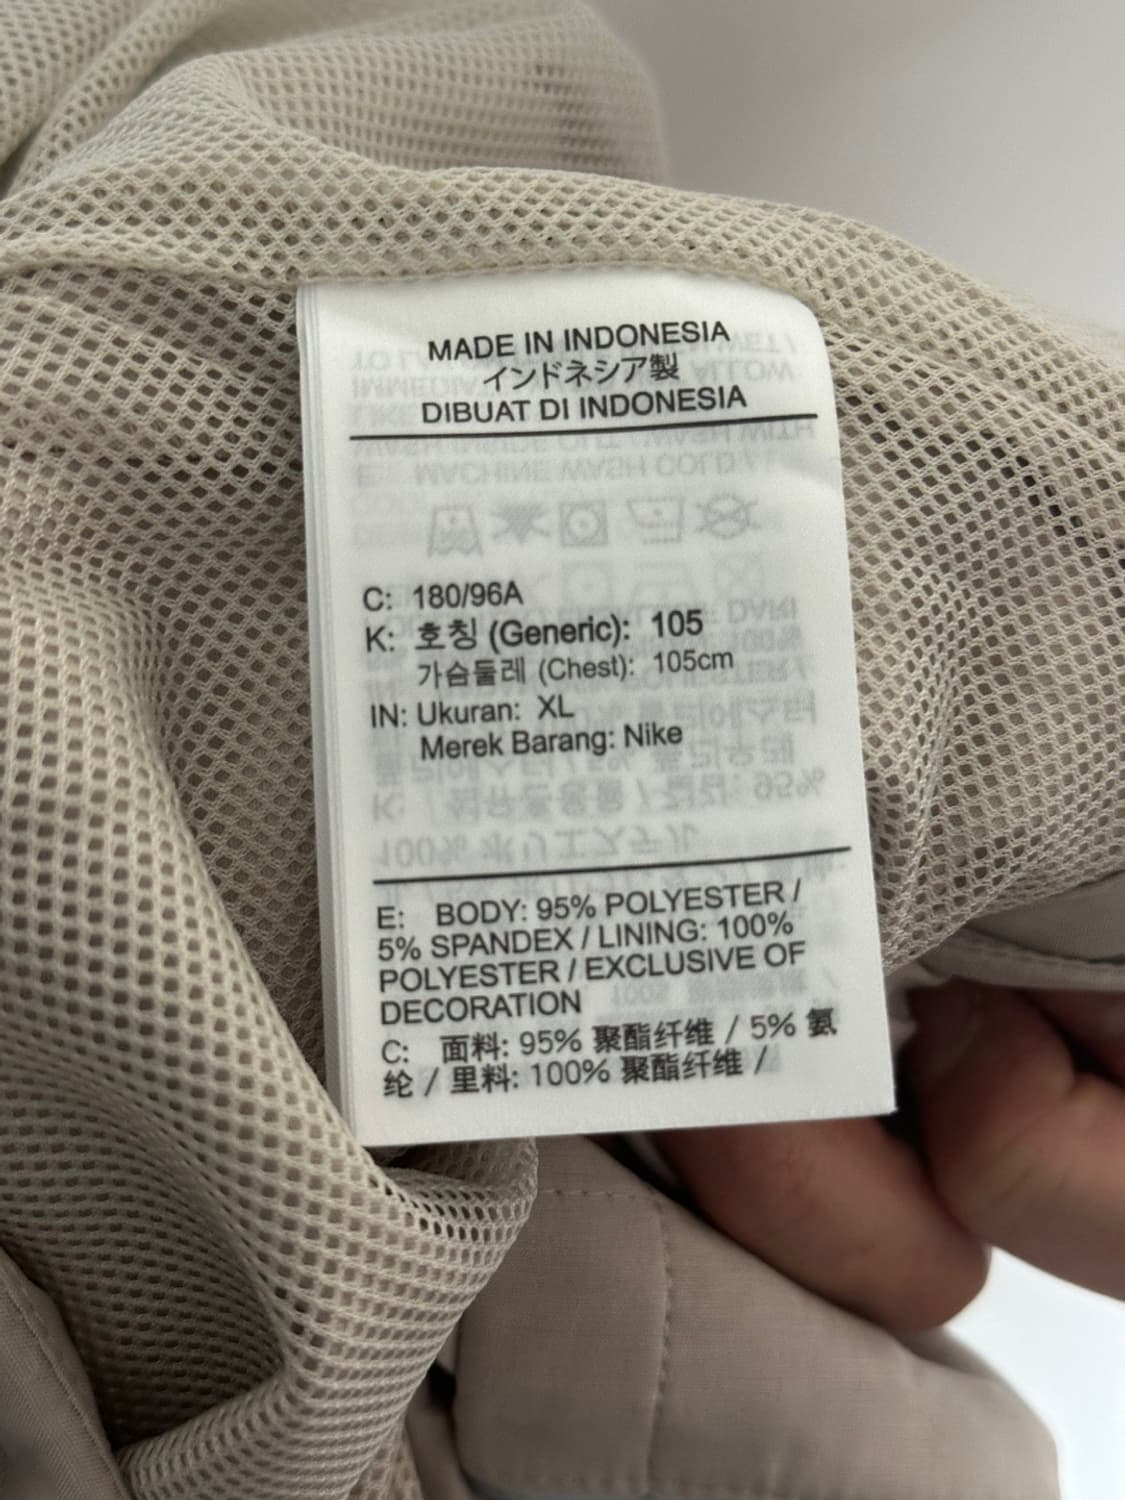 MADE IN INDONESIA
インドネシア製
DIBUAT DI INDONESIA
C: 180/96A
K: 호칭 (Generic): 105
가슴둘레 (Chest): 105cm
IN: Ukuran: XL
Merek Barang: Nike
E: BODY: 95% POLYESTER /
5% SPANDEX / LINING: 100%
POLYESTER / EXCLUSIVE OF
DECORATION
C: 面料: 95% 聚酯纤维 / 5% 氨
纶 / 里料: 100% 聚酯纤维 /